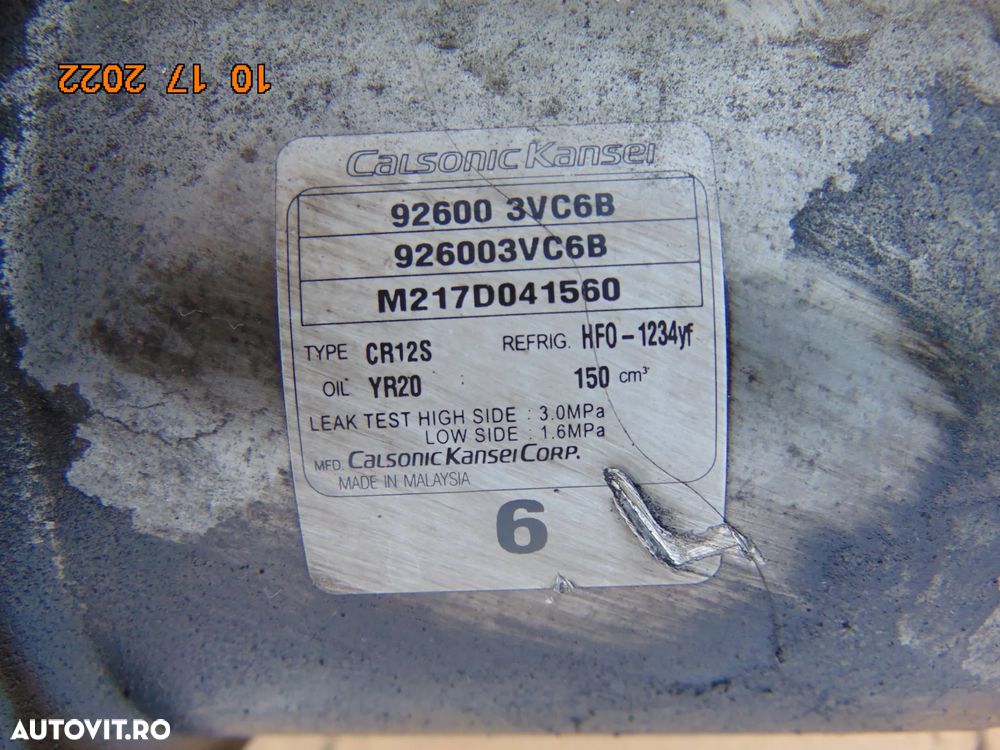 10 17 2022
Calsonic Kansei
92600 3VC6B
926003VC6B
M217D041560
TYPE CR12S REFRIG. HFO-1234yf
OIL YR20 150 cm³
LEAK TEST HIGH SIDE : 3.0MPa
LOW SIDE : 1.6MPa
MFD. Calsonic Kansei Corp.
MADE IN MALAYSIA
6
AUTOVIT.RO